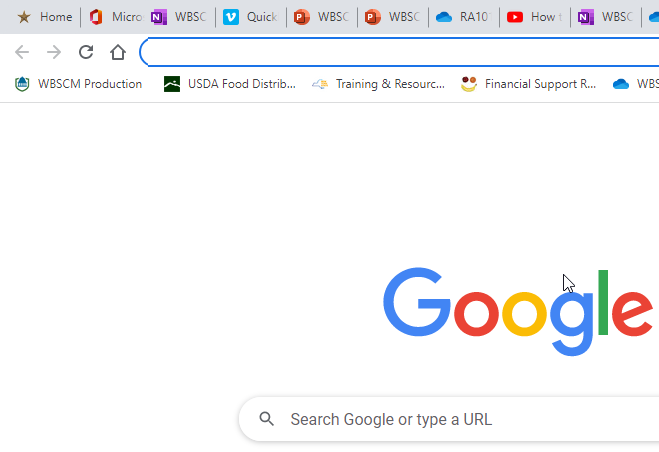 Home Micro WBSC Quick WBSC WBSC RA10 How t WBSC
WBSCM Production USDA Food Distrib... Training & Resourc... Financial Support R... WBS
Google
Search Google or type a URL